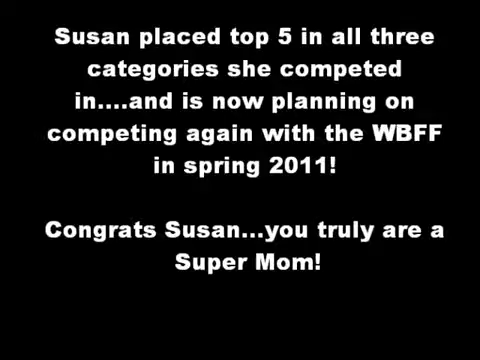 Susan placed top 5 in all three
categories she competed
in....and is now planning on
competing again with the WBFF
in spring 2011!
Congrats Susan...you truly are a
Super Mom!